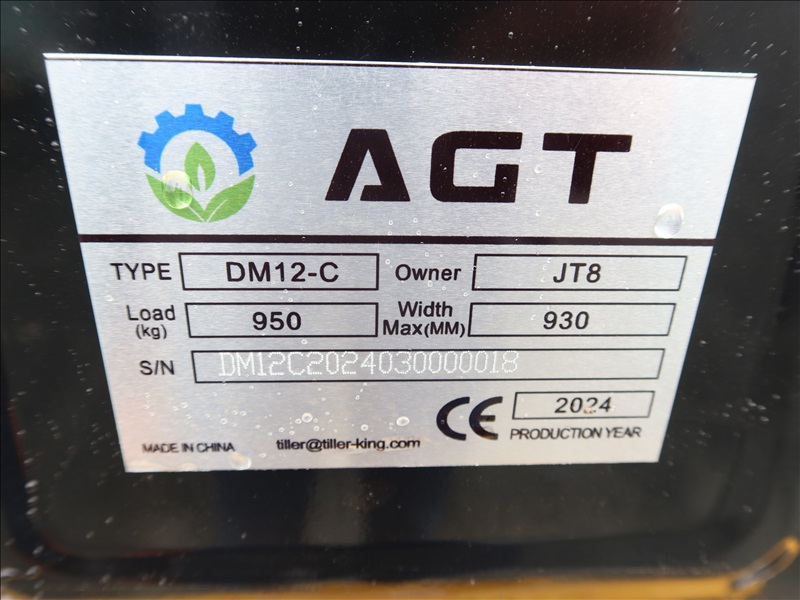 AGT
TYPE DM12-C Owner JT8
Load (kg) 950 Width Max(MM) 930
S/N DM12C2024030000018
CE 2024
PRODUCTION YEAR
MADE IN CHINA tiller@tiller-king.com